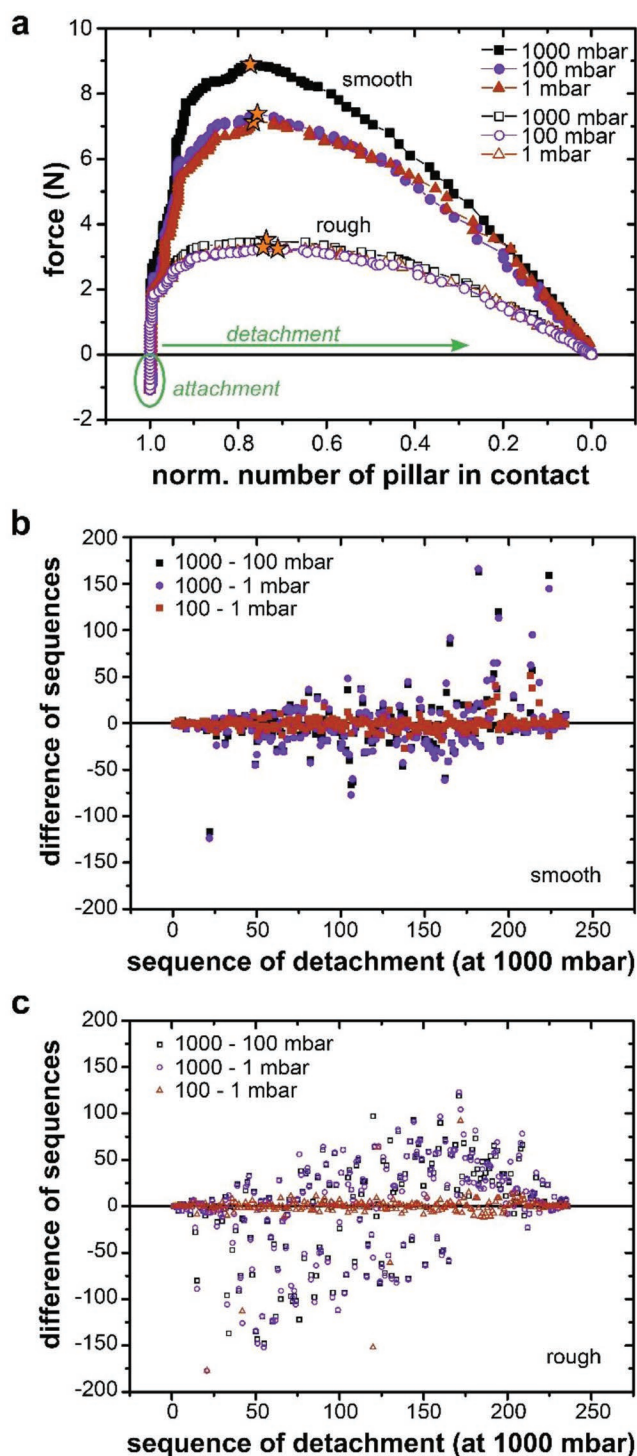 a
10
8
6
4
2
0
-2
force (N)
smooth
1000 mbar
100 mbar
1 mbar
1000 mbar
100 mbar
1 mbar
rough
detachment
attachment
1.0 0.8 0.6 0.4 0.2 0.0
norm. number of pillar in contact
b
200
150
100
50
0
-50
-100
-150
-200
difference of sequences
1000 - 100 mbar
1000 - 1 mbar
100 - 1 mbar
smooth
0 50 100 150 200 250
sequence of detachment (at 1000 mbar)
c
200
150
100
50
0
-50
-100
-150
-200
difference of sequences
1000 - 100 mbar
1000 - 1 mbar
100 - 1 mbar
rough
0 50 100 150 200 250
sequence of detachment (at 1000 mbar)